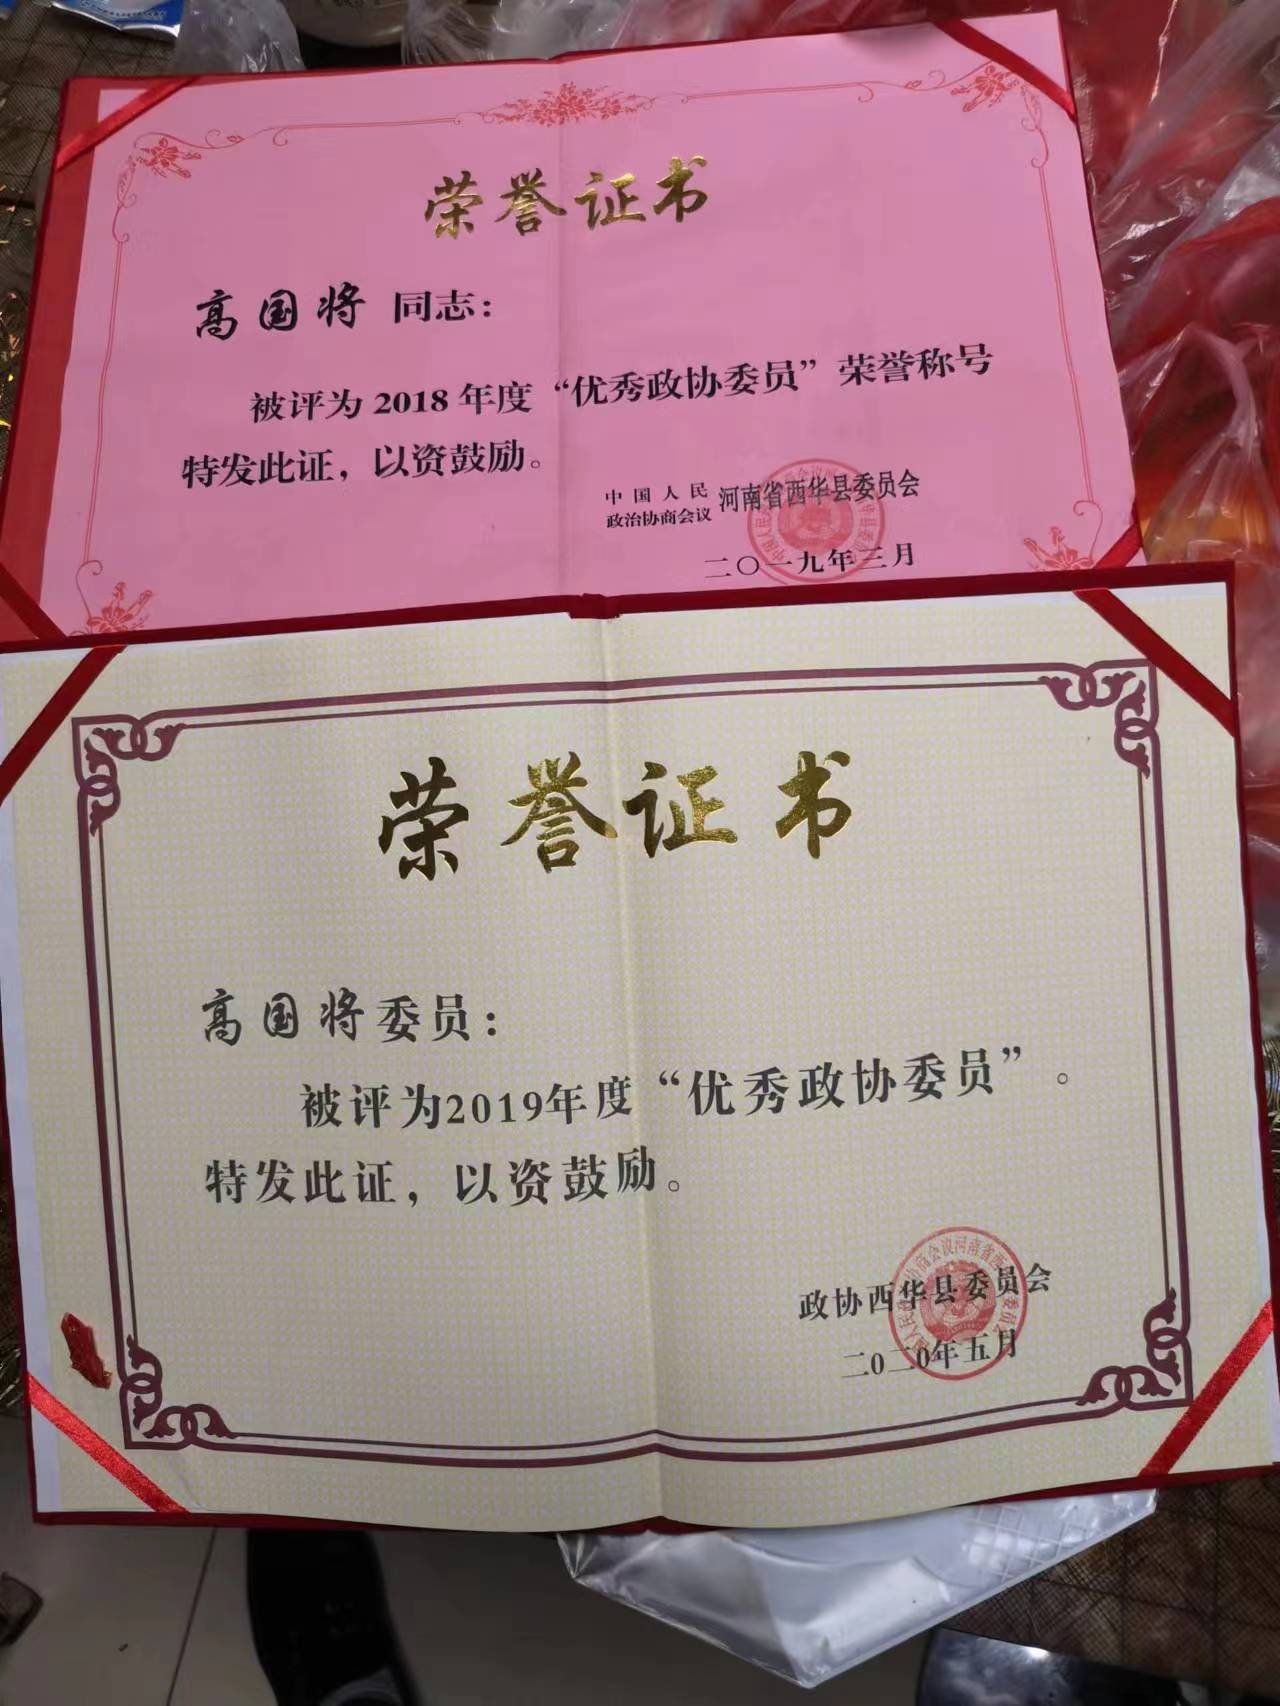 荣誉证书
高国将 同志：
被评为 2018 年度 “优秀政协委员” 荣誉称号
特发此证，以资鼓励。
中国人民
政治协商会议 河南省西华县委员会
二〇一九年三月
荣誉证书
高国将委员：
被评为2019年度“优秀政协委员”。
特发此证，以资鼓励。
政协西华县委员会
二0二0年五月